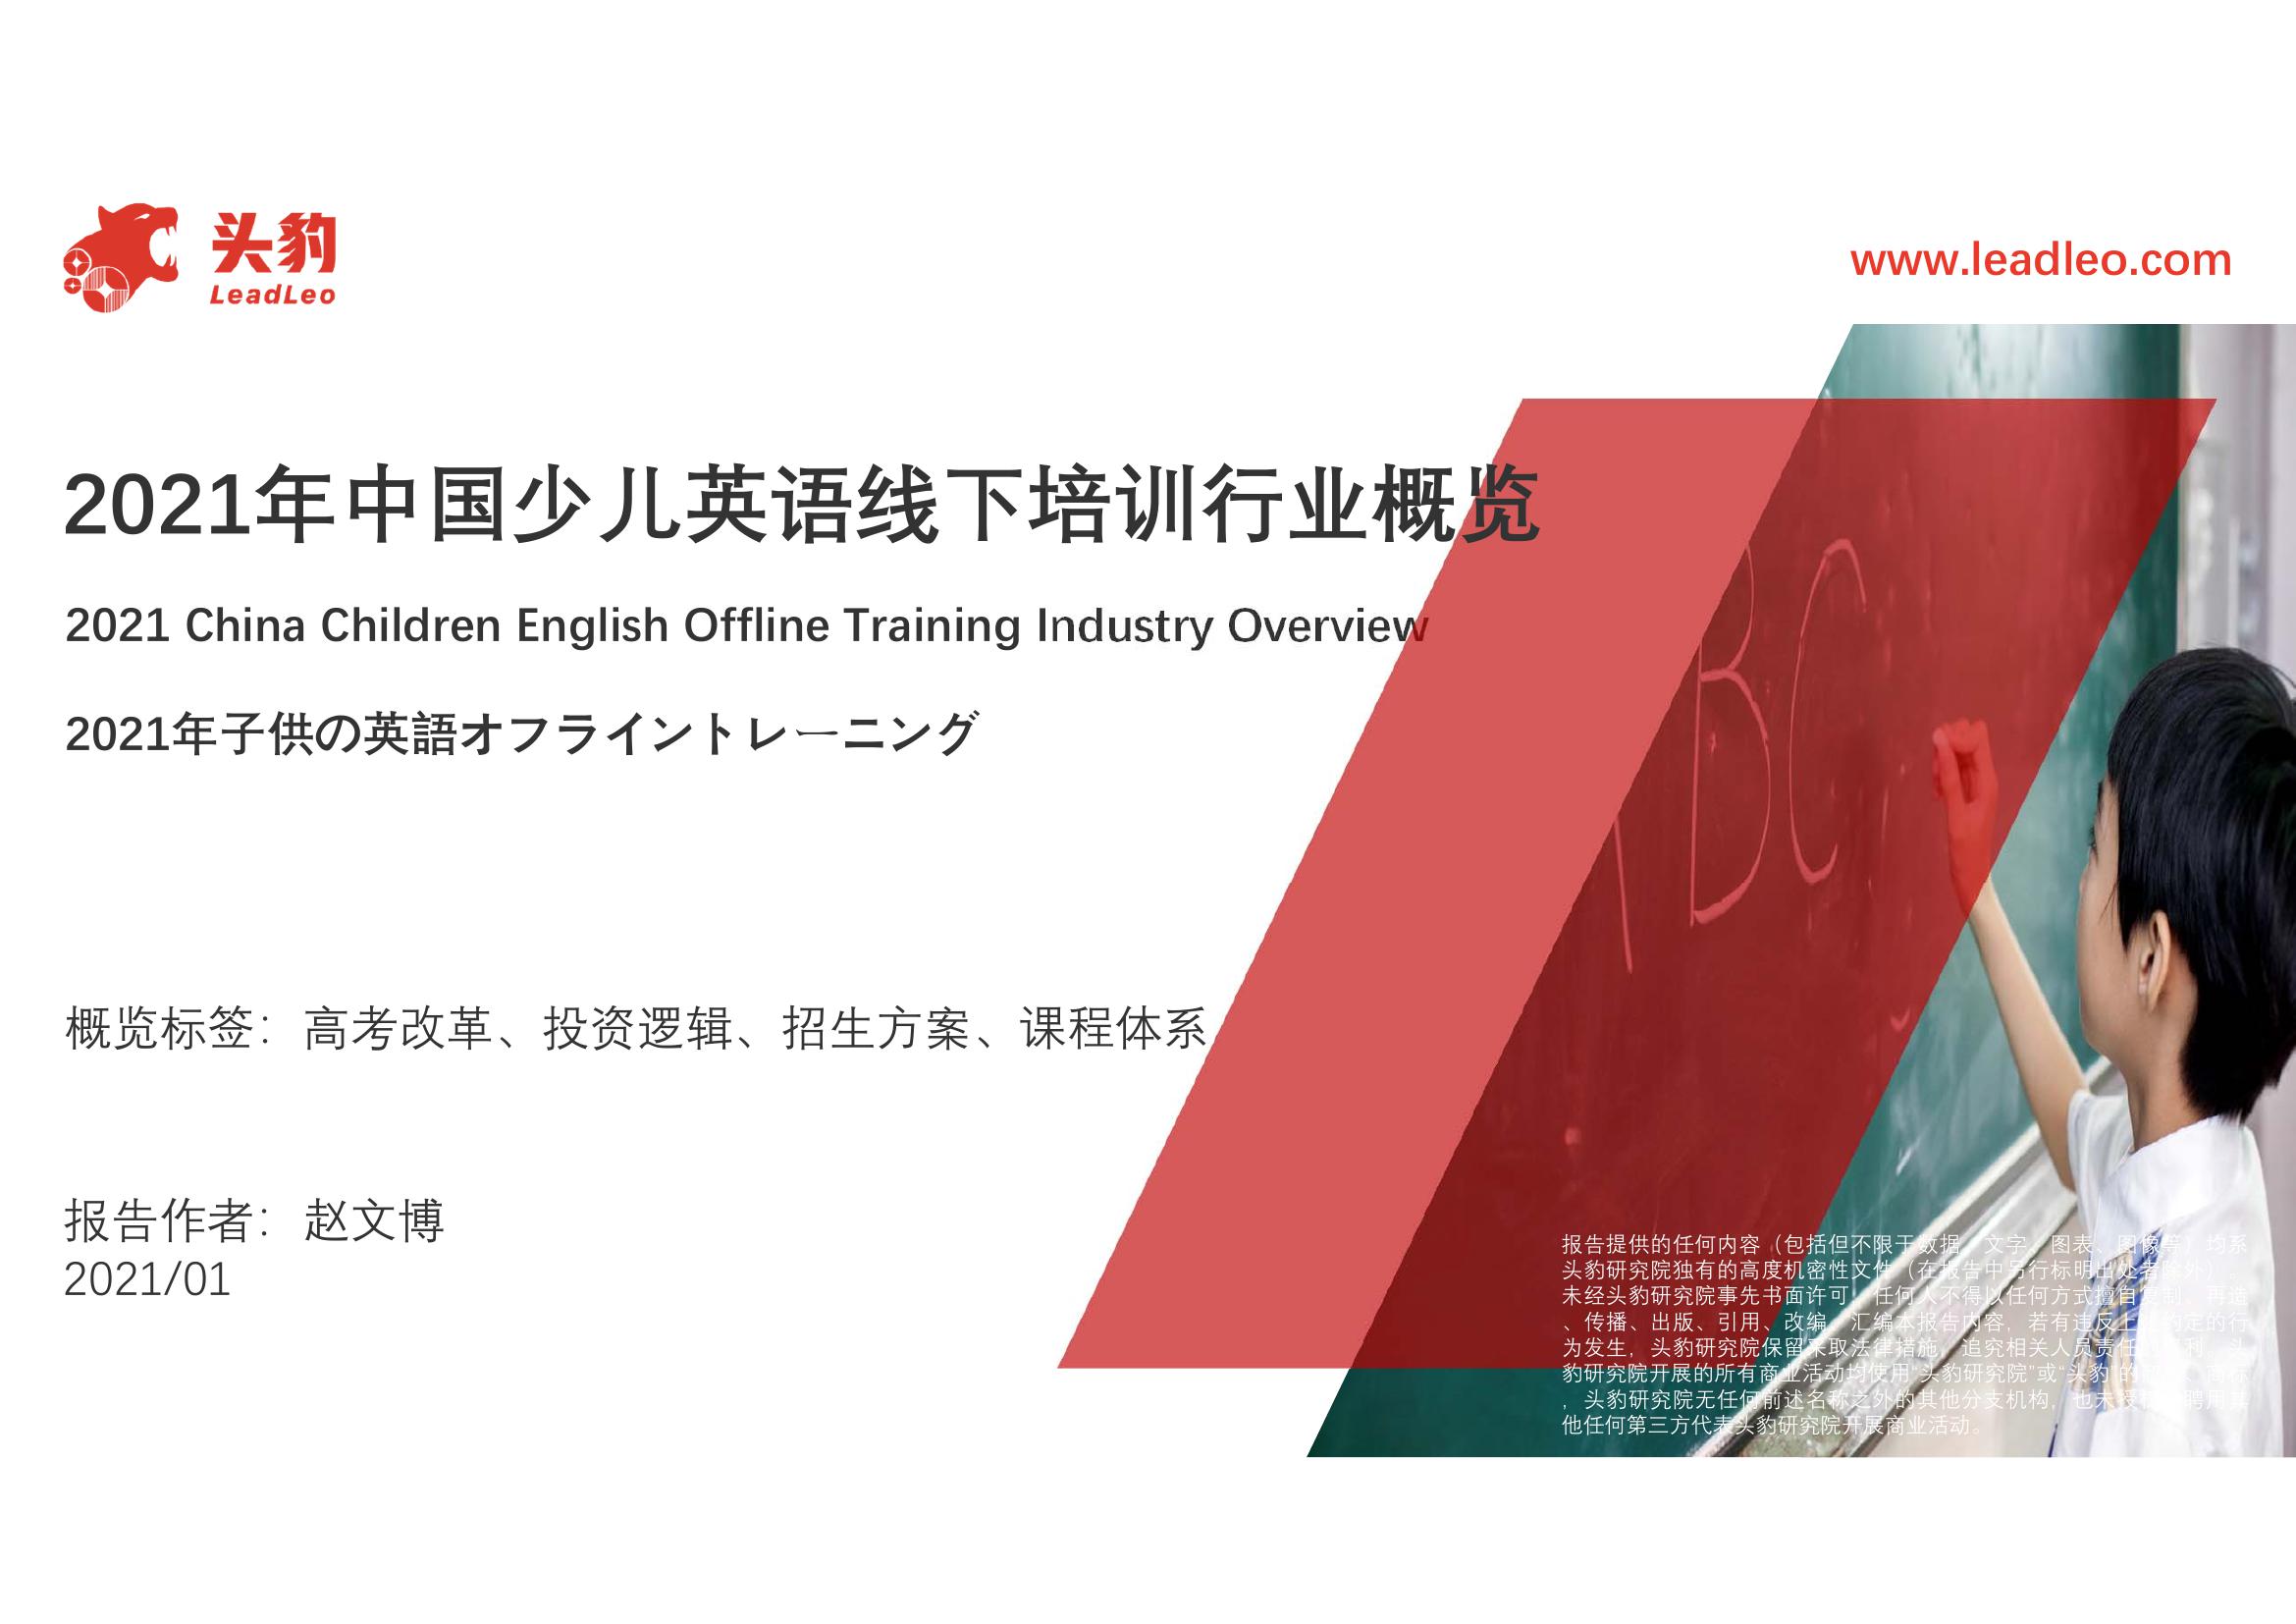 头豹
LeadLeo
www.leadleo.com
2021年中国少儿英语线下培训行业概览
2021 China Children English Offline Training Industry Overview
2021年子供の英語オフライントレーニング
BC
概览标签：高考改革、投资逻辑、招生方案、课程体系
报告作者：赵文博
2021/01
报告提供的任何内容（包括但不限于数据、文字、图表、图像等）均系
头豹研究院独有的高度机密性文件（在报告中另行标明出处者除外）。
未经头豹研究院事先书面许可，任何人不得以任何方式擅自复制、再造
、传播、出版、引用、改编、汇编本报告内容，若有违反上述约定的行
为发生，头豹研究院保留采取法律措施，追究相关人员责任的权利。头
豹研究院开展的所有商业活动均使用“头豹研究院”或“头豹”的商号、商标
，头豹研究院无任何前述名称之外的其他分支机构，也未授权或聘用其
他任何第三方代表头豹研究院开展商业活动。